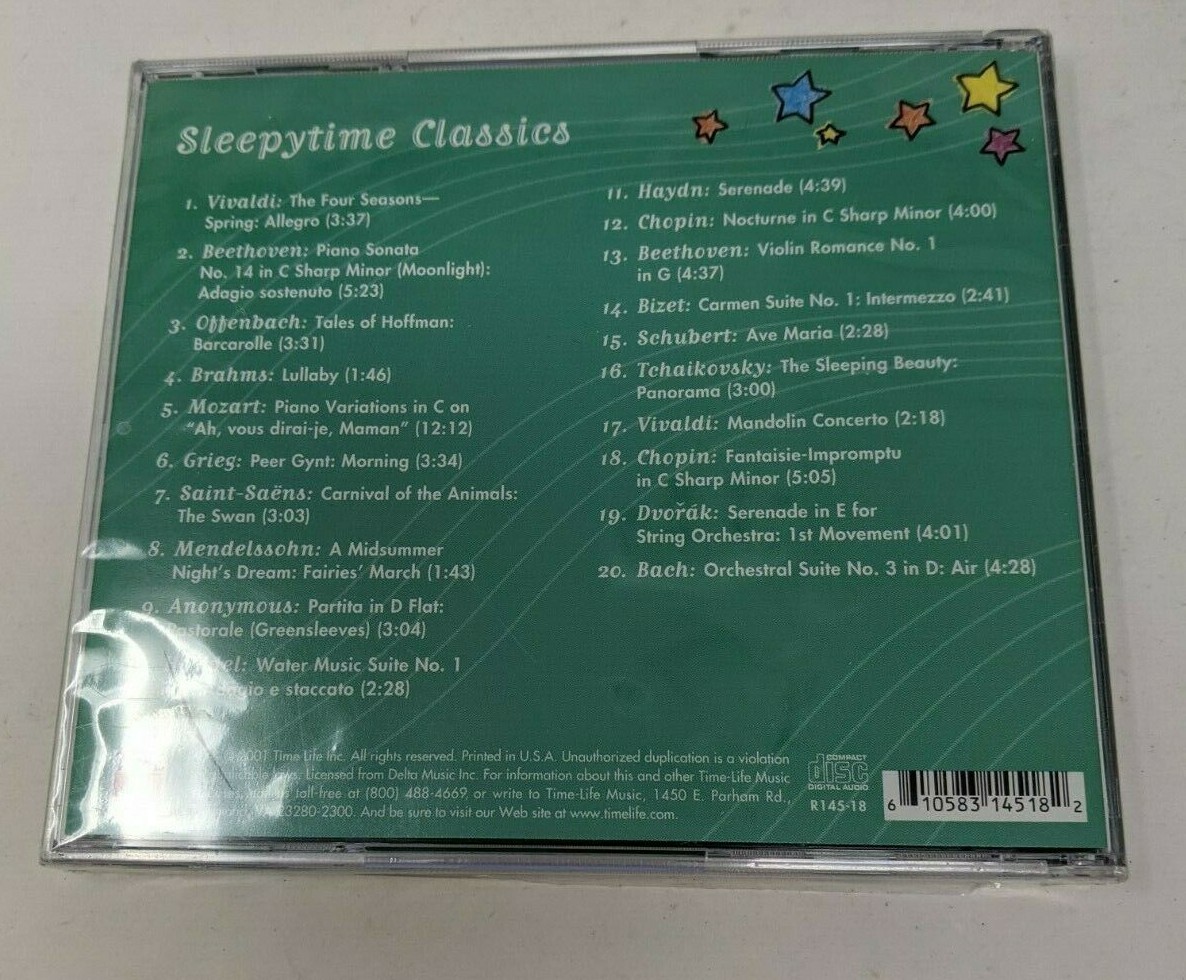 Sleepytime Classics
1. Vivaldi: The Four Seasons—
Spring: Allegro (3:37)
2. Beethoven: Piano Sonata
No. 14 in C Sharp Minor (Moonlight):
Adagio sostenuto (5:23)
3. Offenbach: Tales of Hoffman:
Barcarolle (3:31)
4. Brahms: Lullaby (1:46)
5. Mozart: Piano Variations in C on
"Ah, vous dirai-je, Maman" (12:12)
6. Grieg: Peer Gynt: Morning (3:34)
7. Saint-Saëns: Carnival of the Animals:
The Swan (3:03)
8. Mendelssohn: A Midsummer
Night's Dream: Fairies' March (1:43)
9. Anonymous: Partita in D Flat:
Pastorale (Greensleeves) (3:04)
Water Music Suite No. 1
e staccato (2:28)
11. Haydn: Serenade (4:39)
12. Chopin: Nocturne in C Sharp Minor (4:00)
13. Beethoven: Violin Romance No. 1
in G (4:37)
14. Bizet: Carmen Suite No. 1: Intermezzo (2:41)
15. Schubert: Ave Maria (2:28)
16. Tchaikovsky: The Sleeping Beauty:
Panorama (3:00)
17. Vivaldi: Mandolin Concerto (2:18)
18. Chopin: Fantaisie-Impromptu
in C Sharp Minor (5:05)
19. Dvořák: Serenade in E for
String Orchestra: 1st Movement (4:01)
20. Bach: Orchestral Suite No. 3 in D: Air (4:28)
2001 Time Life Inc. All rights reserved. Printed in U.S.A. Unauthorized duplication is a violation
laws. Licensed from Delta Music Inc. For information about this and other Time-Life Music
toll-free at (800) 488-4669 or write to Time-Life Music, 1450 E. Parham Rd.,
23280-2300. And be sure to visit our Web site at www.timelife.com.
COMPACT
disc
DIGITAL AUDIO
R145-18
6 10583 14518 2